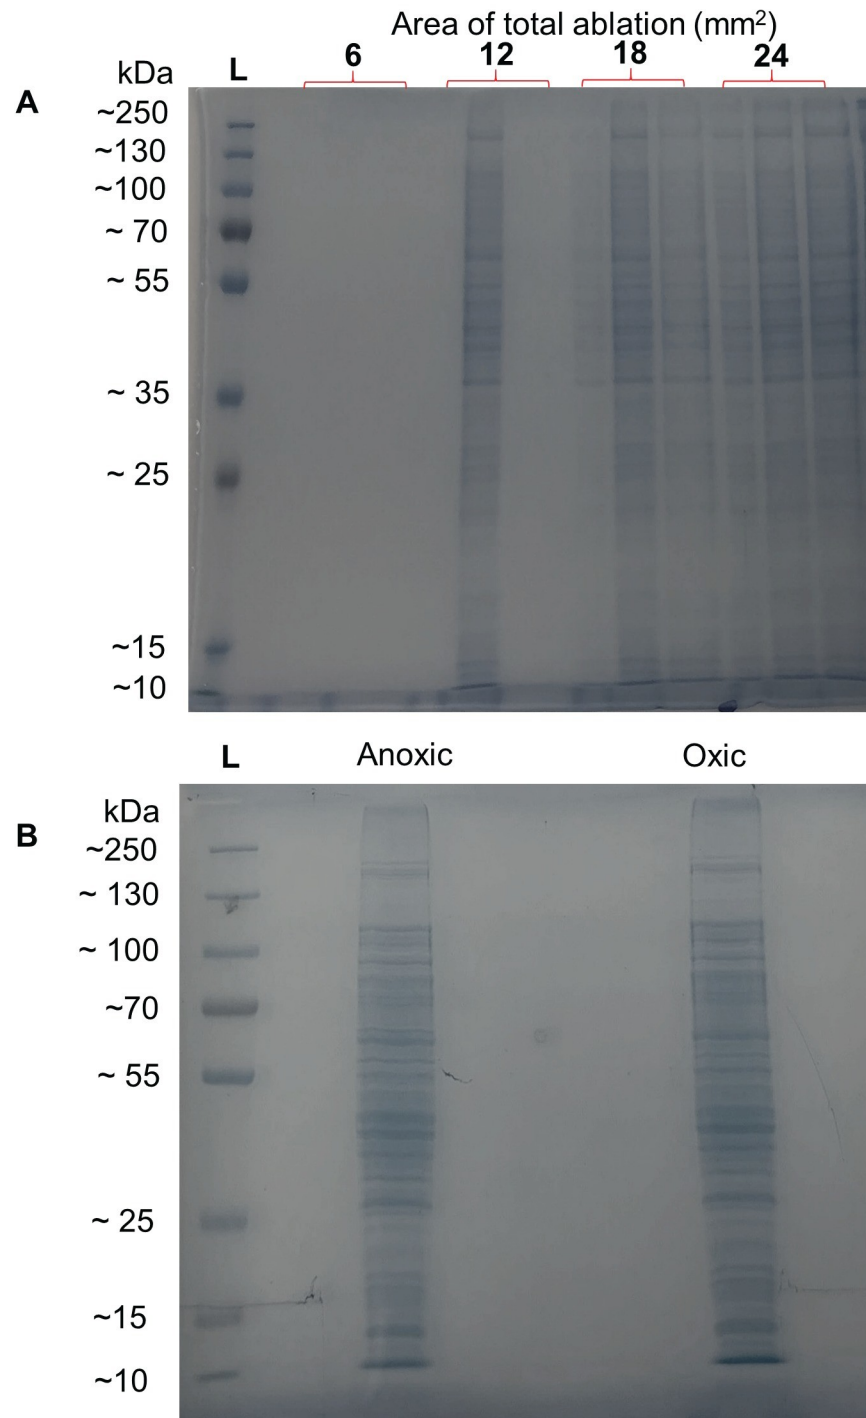 Area of total ablation (mm²)
kDa L 6 12 18 24
A
~250
~130
~100
~ 70
~ 55
~ 35
~ 25
~15
~10
L Anoxic Oxic
kDa
B
~250
~ 130
~ 100
~70
~ 55
~ 25
~15
~10